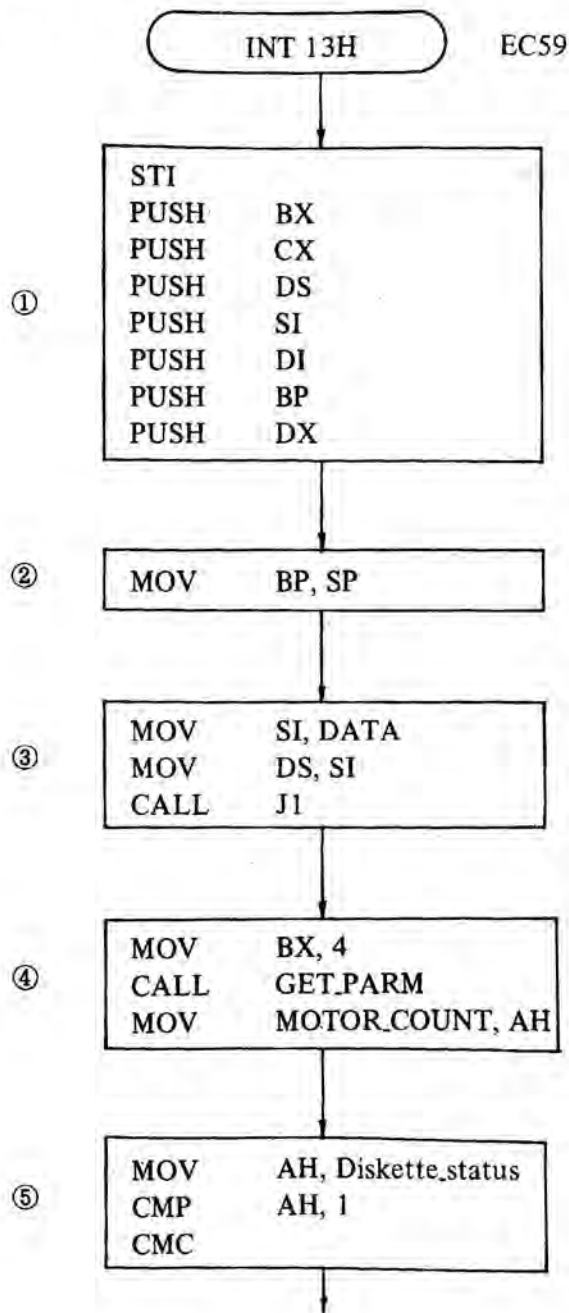 INT 13H EC59
①
STI
PUSH BX
PUSH CX
PUSH DS
PUSH SI
PUSH DI
PUSH BP
PUSH DX
②
MOV BP, SP
③
MOV SI, DATA
MOV DS, SI
CALL J1
④
MOV BX, 4
CALL GET_PARM
MOV MOTOR_COUNT, AH
⑤
MOV AH, Diskette_status
CMP AH, 1
CMC